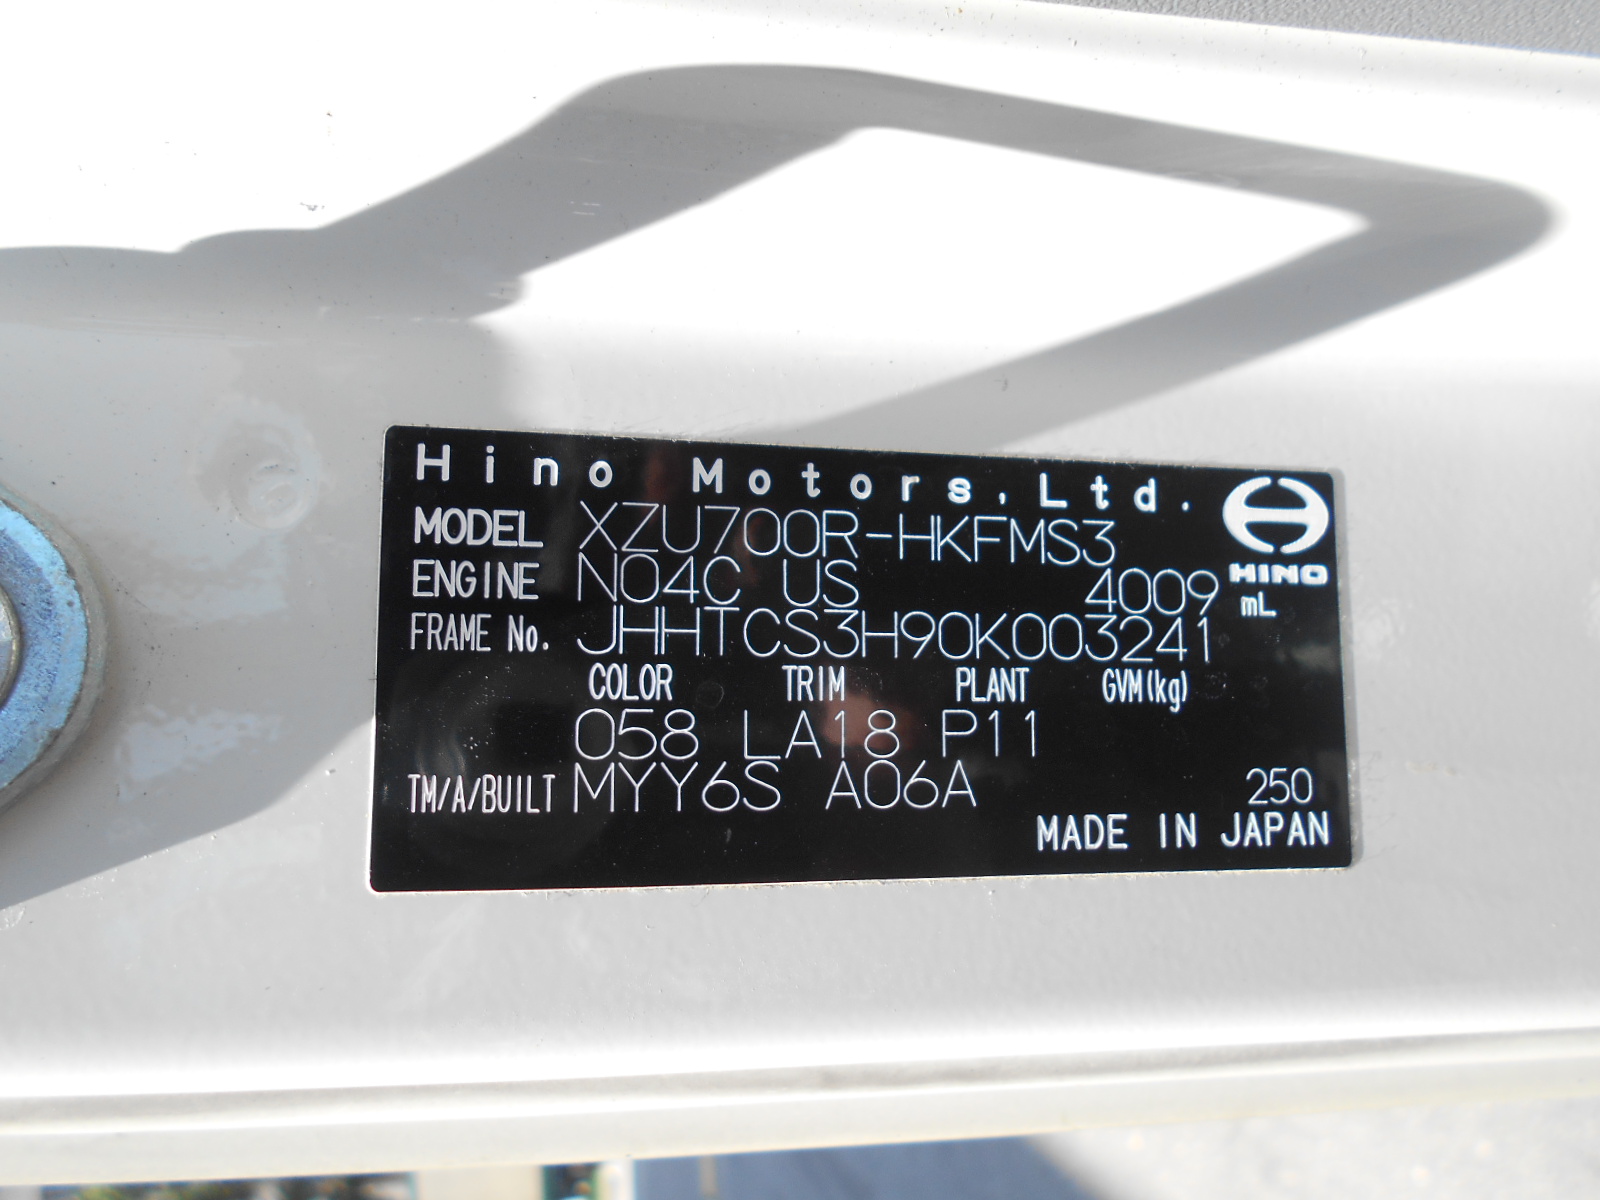 Hino Motors, Ltd.
MODEL XZU700R-HKFMS3
HINO
ENGINE N04C US 4009 mL
FRAME No. JHHTCS3H90K003241
COLOR TRIM PLANT GVM(kg)
058 LA18 P11
TM/A/BUILT MYY6S A06A 250
MADE IN JAPAN